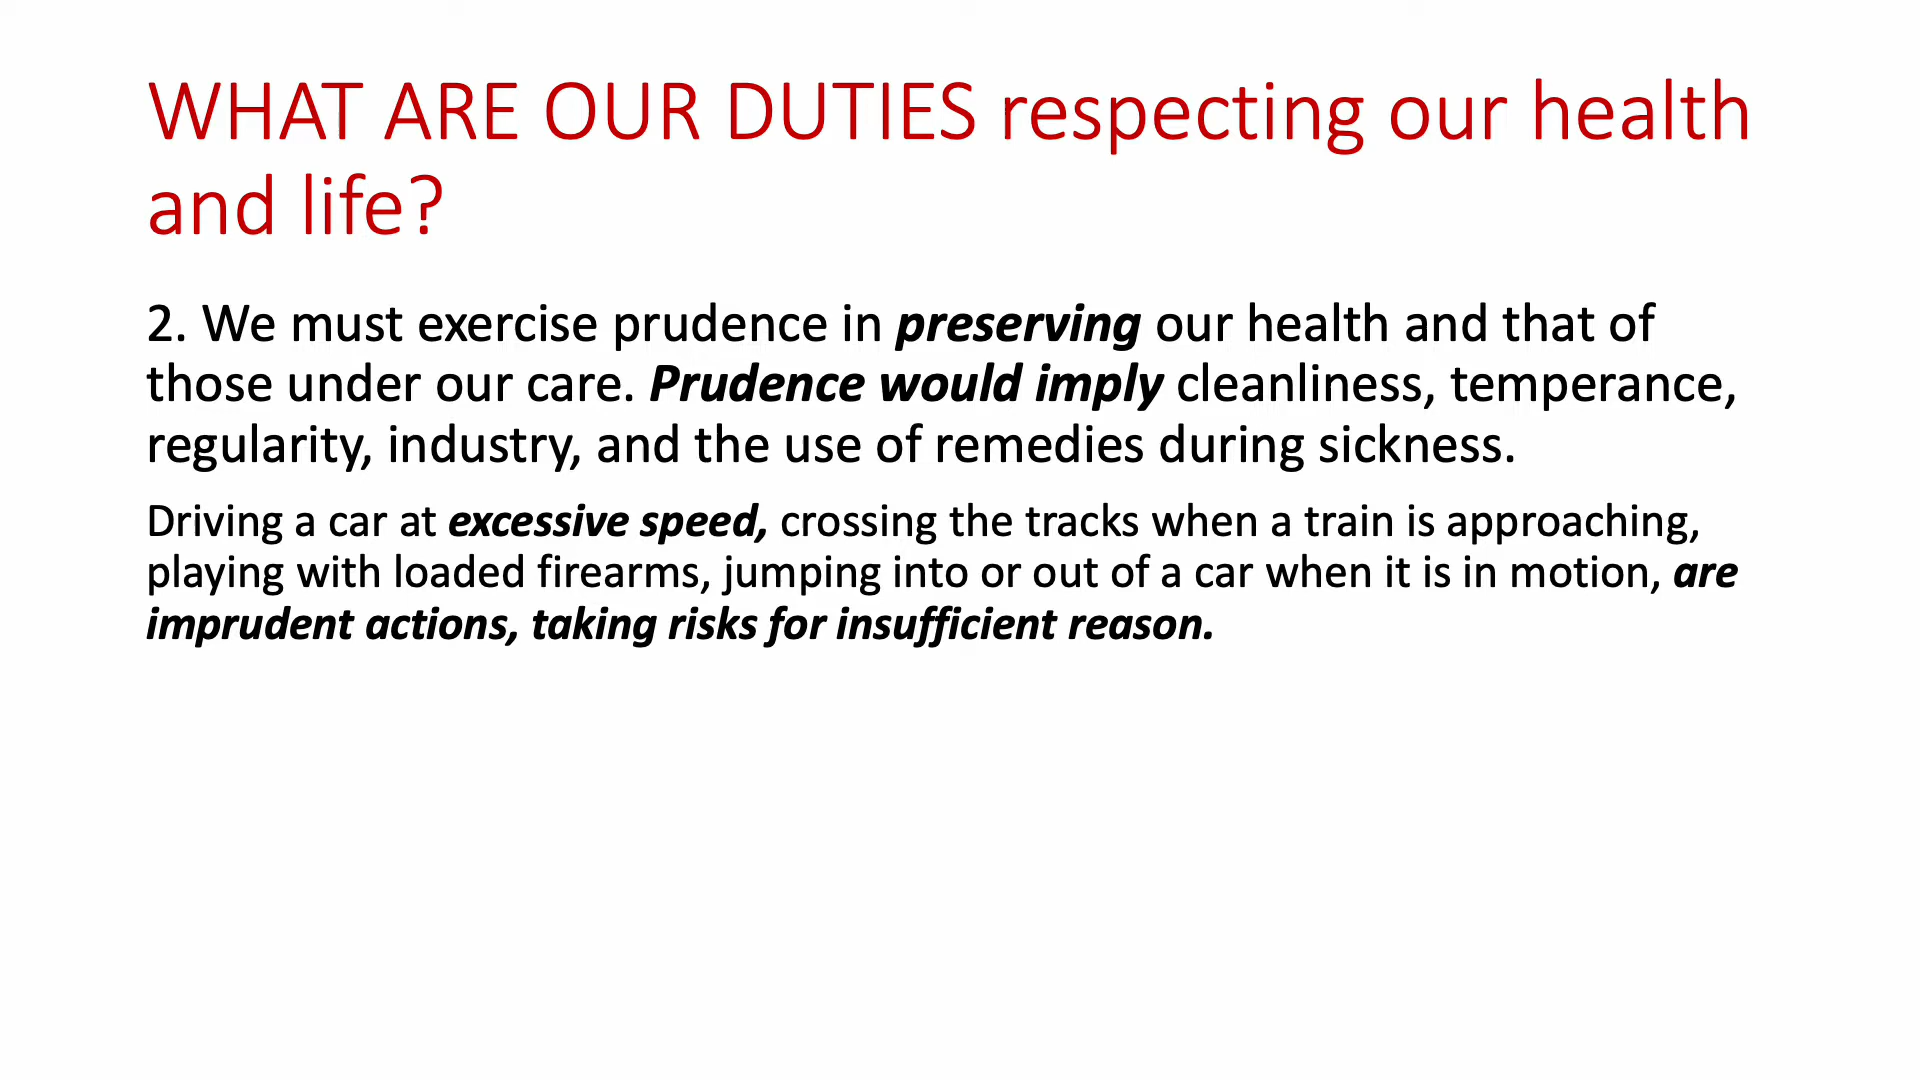 WHAT ARE OUR DUTIES respecting our health
and life?
2. We must exercise prudence in preserving our health and that of
those under our care. Prudence would imply cleanliness, temperance,
regularity, industry, and the use of remedies during sickness.
Driving a car at excessive speed, crossing the tracks when a train is approaching,
playing with loaded firearms, jumping into or out of a car when it is in motion, are
imprudent actions, taking risks for insufficient reason.